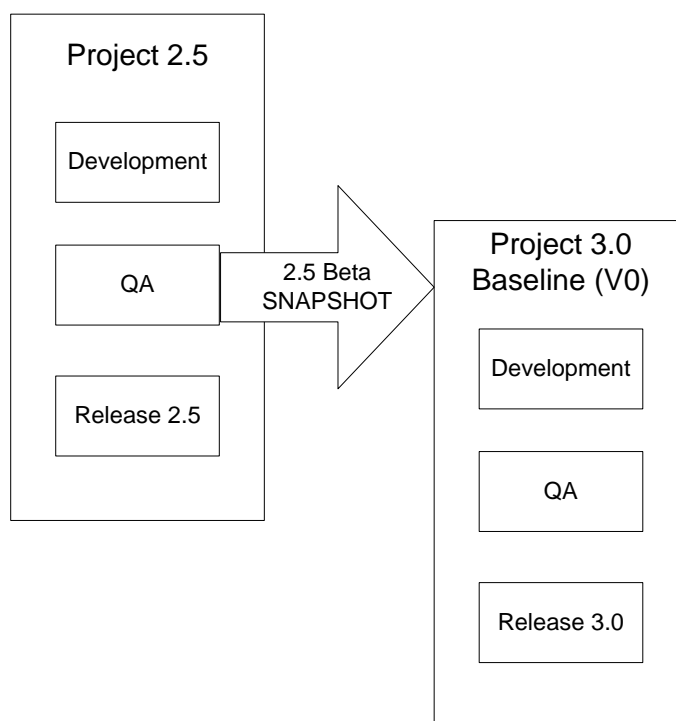 Project 2.5
Development
QA
Release 2.5
2.5 Beta
SNAPSHOT
Project 3.0
Baseline (V0)
Development
QA
Release 3.0